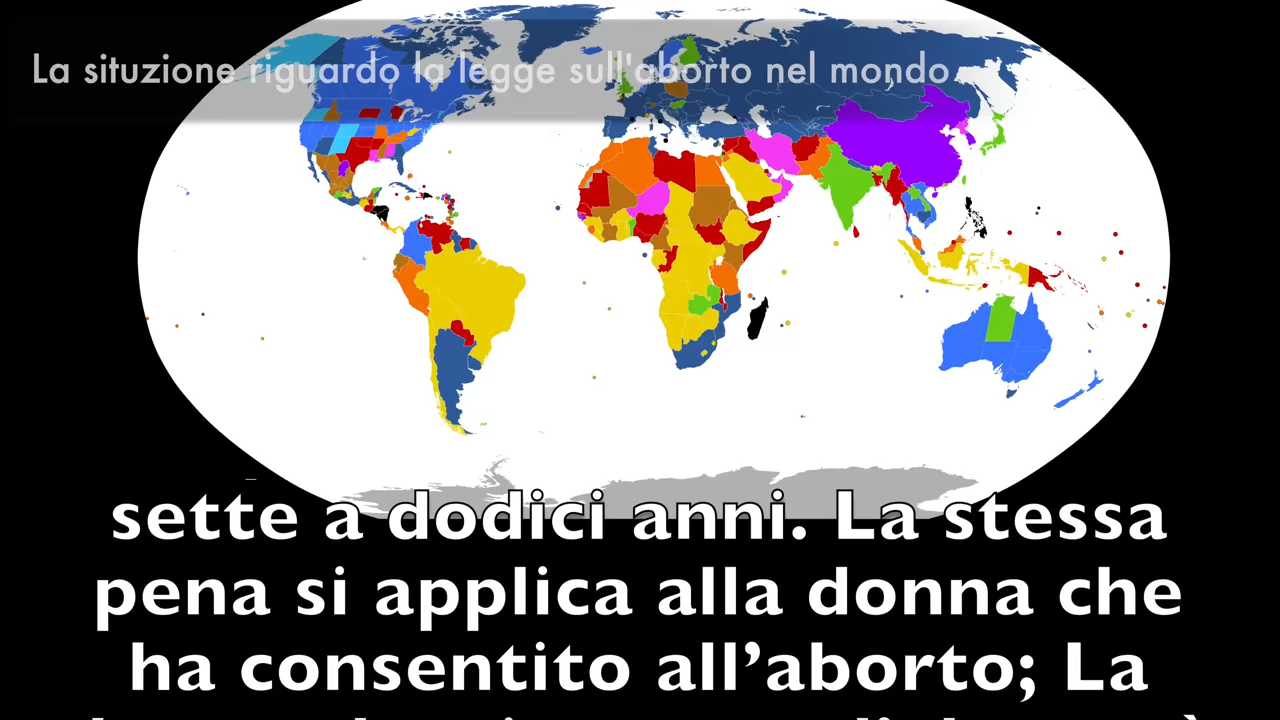 La situzione riguardo la legge sull'aborto nel mondo
sette a dodici anni. La stessa
pena si applica alla donna che
ha consentito all’aborto; La